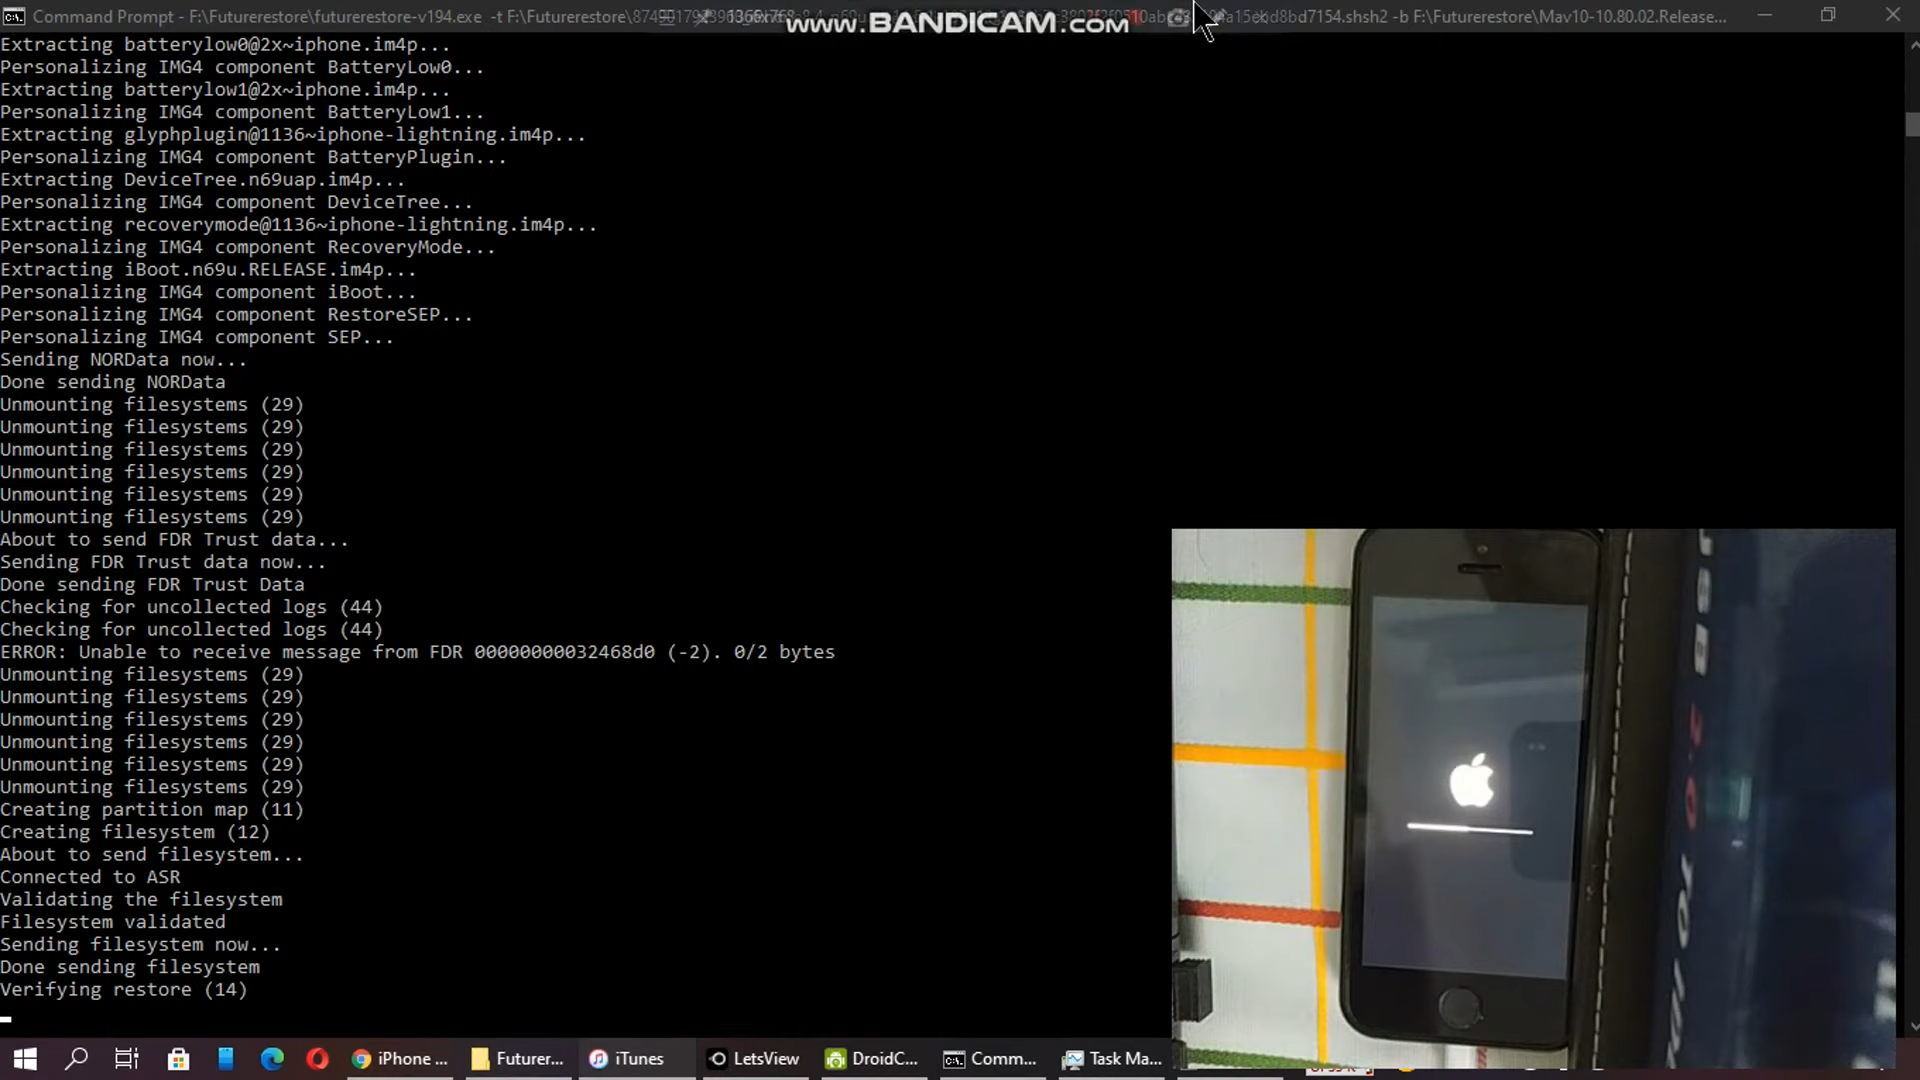 Command Prompt - F:\Futurerestore\futurerestore-v194.exe -t F:\Futurerestore\ .shsh2 -b F:\Futurerestore\Mav10-10.80.02.Release...
www.BANDICAM.com
Extracting batterylow0@2x~iphone.im4p...
Personalizing IMG4 component BatteryLow0...
Extracting batterylow1@2x~iphone.im4p...
Personalizing IMG4 component BatteryLow1...
Extracting glyphplugin@1136~iphone-lightning.im4p...
Personalizing IMG4 component BatteryPlugin...
Extracting DeviceTree.n69uap.im4p...
Personalizing IMG4 component DeviceTree...
Extracting recoverymode@1136~iphone-lightning.im4p...
Personalizing IMG4 component RecoveryMode...
Extracting iBoot.n69u.RELEASE.im4p...
Personalizing IMG4 component iBoot...
Personalizing IMG4 component RestoreSEP...
Personalizing IMG4 component SEP...
Sending NORData now...
Done sending NORData
Unmounting filesystems (29)
Unmounting filesystems (29)
Unmounting filesystems (29)
Unmounting filesystems (29)
Unmounting filesystems (29)
Unmounting filesystems (29)
About to send FDR Trust data...
Sending FDR Trust data now...
Done sending FDR Trust Data
Checking for uncollected logs (44)
Checking for uncollected logs (44)
ERROR: Unable to receive message from FDR 00000000032468d0 (-2). 0/2 bytes
Unmounting filesystems (29)
Unmounting filesystems (29)
Unmounting filesystems (29)
Unmounting filesystems (29)
Unmounting filesystems (29)
Unmounting filesystems (29)
Creating partition map (11)
Creating filesystem (12)
About to send filesystem...
Connected to ASR
Validating the filesystem
Filesystem validated
Sending filesystem now...
Done sending filesystem
Verifying restore (14)
iPhone ...
Futurer...
iTunes
LetsView
DroidC...
Comm...
Task Ma...